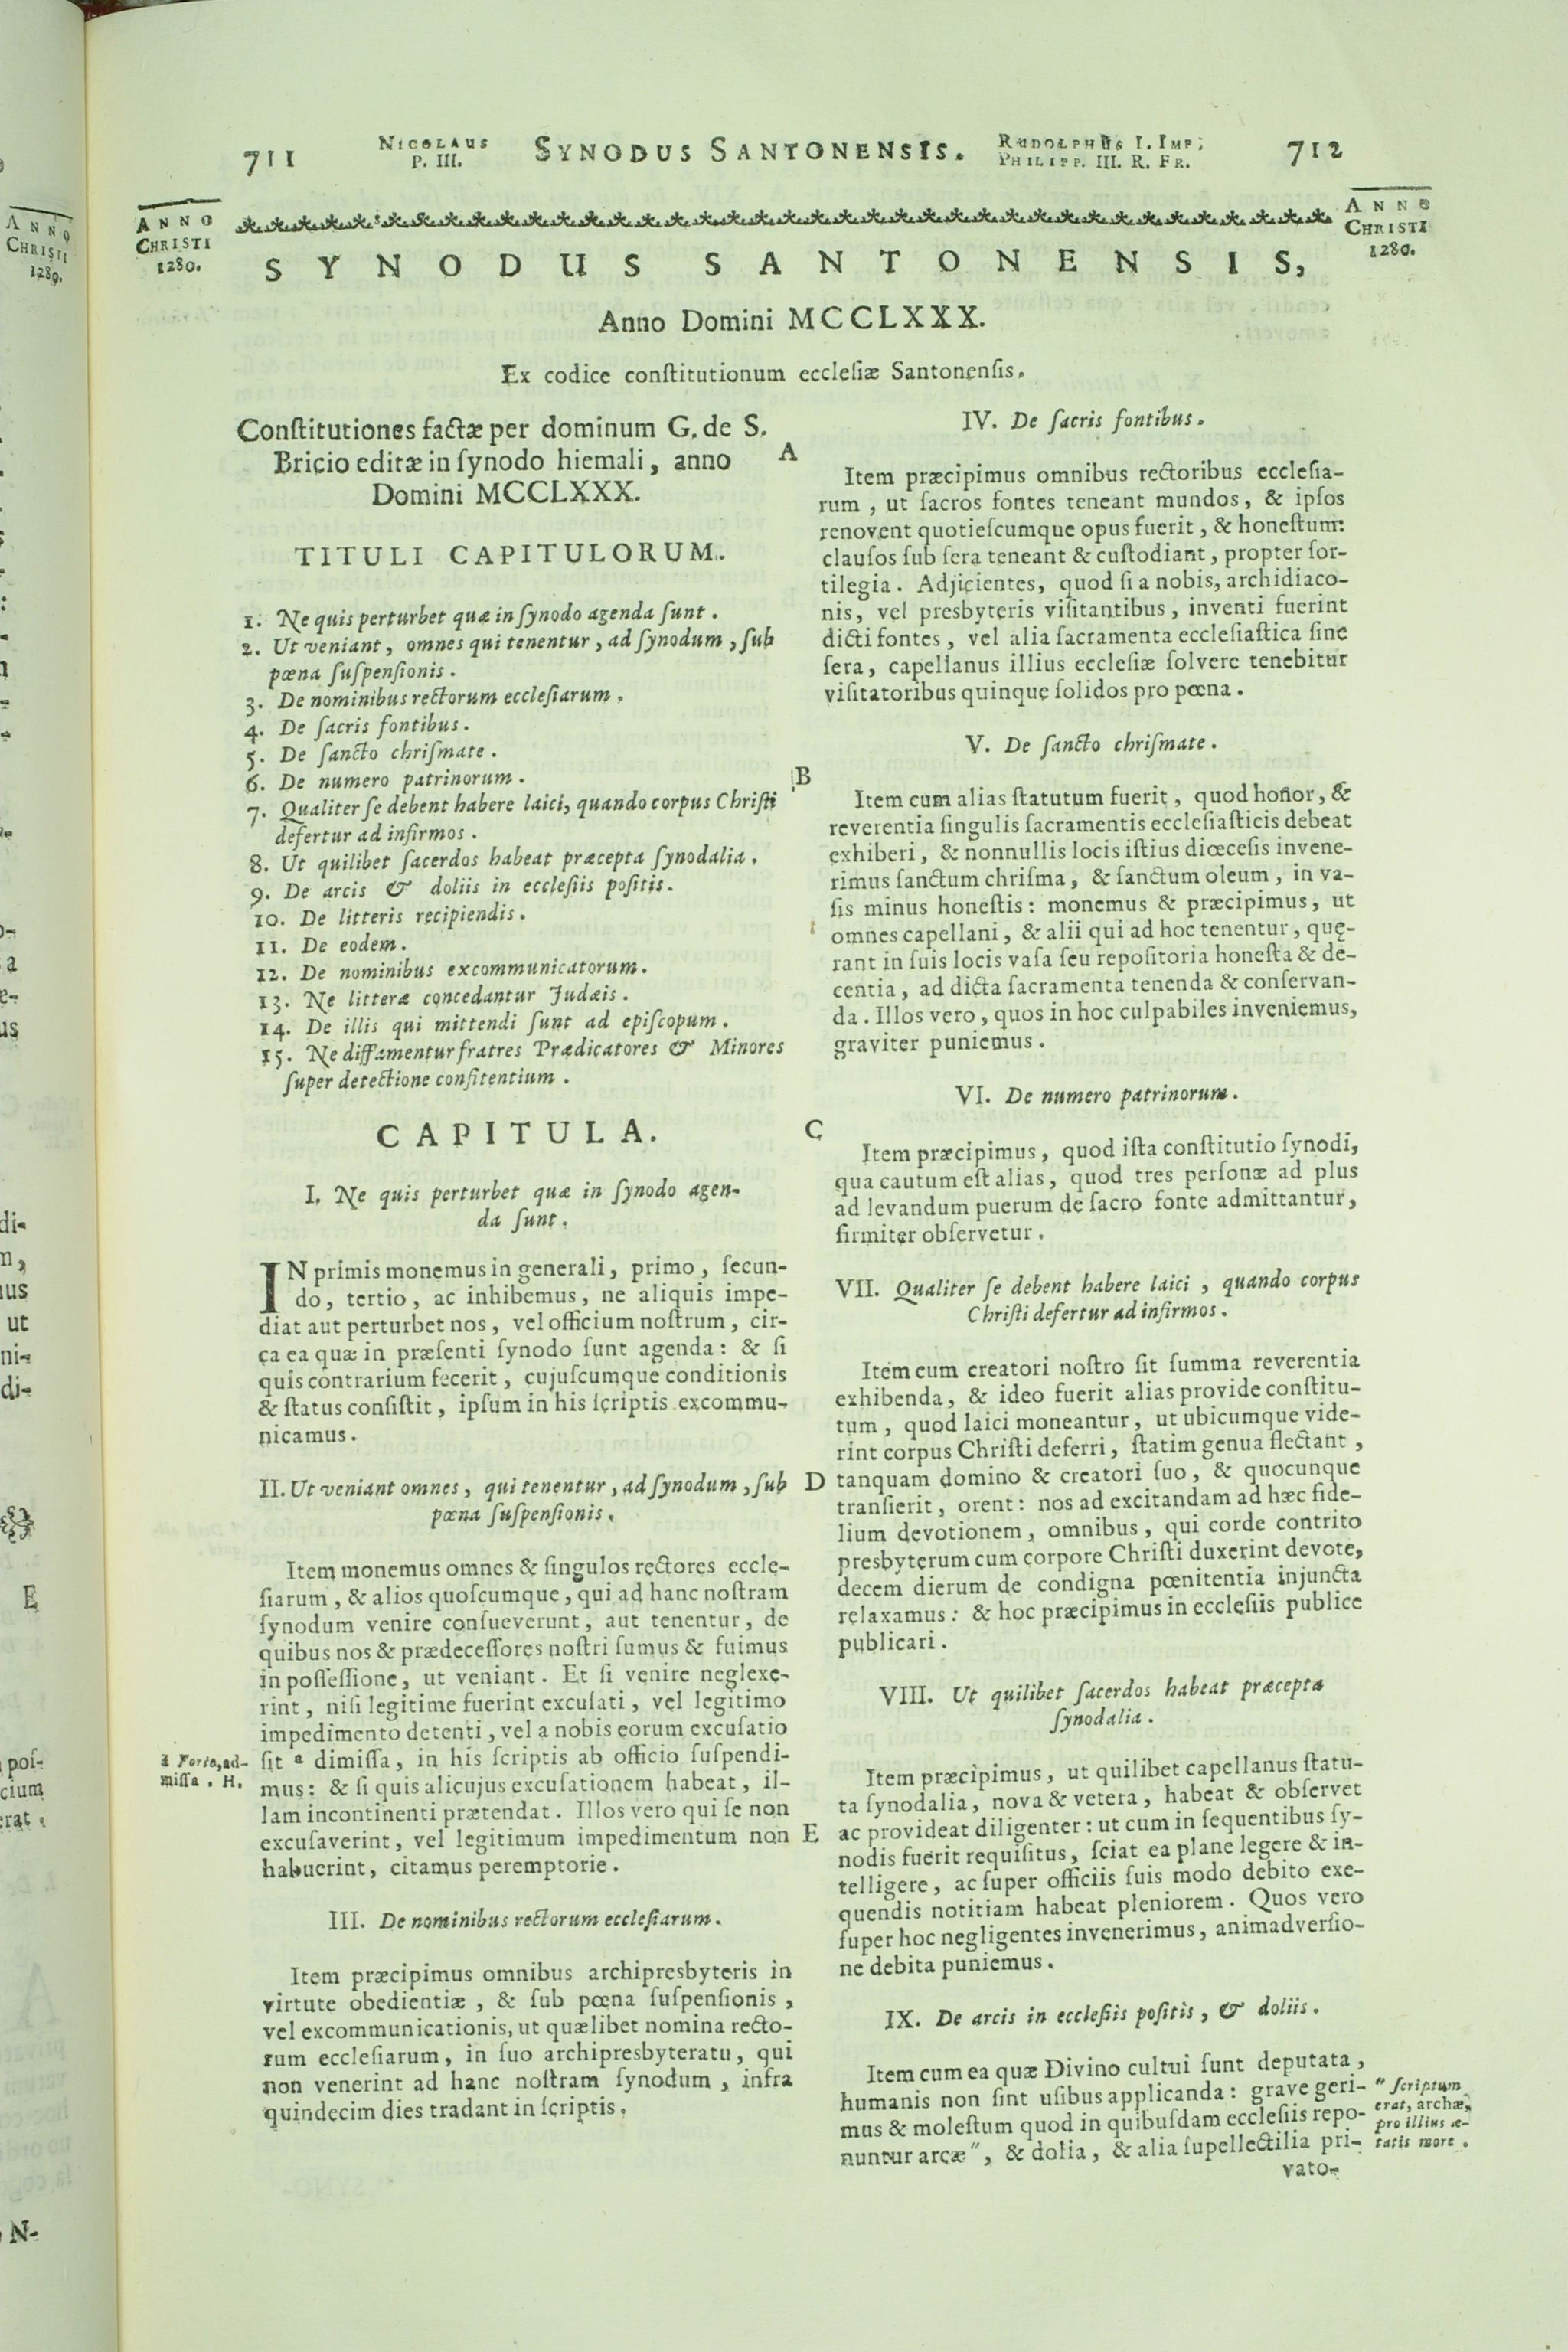 711
NICOLAUS
P. III.
SYNODUS SANTONENSIS.
RUDOLPHUS I. IMP.
PHILIPP. III. R. FR.
712
ANNO
CHRISTI
1280.
ANNO
CHRISTI
1280.
SYNODUS SANTONENSIS,
Anno Domini MCCLXXX.
Ex codice conſtitutionum eccleſiæ Santonenſis.
Conſtitutiones factæ per dominum G. de S.
Bricio editæ in ſynodo hiemali, anno
Domini MCCLXXX.
TITULI CAPITULORUM.
1. Ne quis perturbet quæ in ſynodo agenda ſunt.
2. Ut veniant, omnes qui tenentur, ad ſynodum, ſub
pœna ſuſpenſionis.
3. De nominibus rectorum eccleſiarum.
4. De ſacris fontibus.
5. De ſancto chriſmate.
6. De numero patrinorum.
7. Qualiter ſe debent habere laici, quando corpus Chriſti
defertur ad infirmos.
8. Ut quilibet ſacerdos habeat præcepta ſynodalia.
9. De arcis & doliis in eccleſiis poſitis.
10. De litteris recipiendis.
11. De eodem.
12. De nominibus excommunicatorum.
13. Ne litteræ concedantur Judæis.
14. De illis qui mittendi ſunt ad epiſcopum.
15. Ne diffamentur fratres Prædicatores & Minores
ſuper detectione confitentium.
CAPITULA.
I. Ne quis perturbet quæ in ſynodo agen-
da ſunt.
IN primis monemus in generali, primo, ſecun-
do, tertio, ac inhibemus, ne aliquis impe-
diat aut perturbet nos, vel officium noſtrum, cir-
ca ea quæ in præſenti ſynodo ſunt agenda: & ſi
quis contrarium fecerit, cujuſcumque conditionis
& ſtatus conſiſtit, ipſum in his ſcriptis excommu-
nicamus.
II. Ut veniant omnes, qui tenentur, ad ſynodum, ſub
pœna ſuſpenſionis.
Item monemus omnes & ſingulos rectores eccle-
ſiarum, & alios quoſcumque, qui ad hanc noſtram
ſynodum venire conſueverunt, aut tenentur, de
quibus nos & prædeceſſores noſtri ſumus & fuimus
in poſſeſſione, ut veniant. Et ſi venire neglexe-
rint, niſi legitime fuerint excuſati, vel legitimo
impedimento detenti, vel a nobis eorum excuſatio
ſit ª dimiſſa, in his ſcriptis ab officio ſuſpendi-
mus: & ſi quis alicujus excuſationem habeat, il-
lam incontinenti prætendat. Illos vero qui ſe non
excuſaverint, vel legitimum impedimentum non
habuerint, citamus peremptorie.
1 Forte, ad-
miſſa. H.
III. De nominibus rectorum eccleſiarum.
Item præcipimus omnibus archipresbyteris in
virtute obedientiæ, & ſub pœna ſuſpenſionis,
vel excommunicationis, ut quælibet nomina recto-
rum eccleſiarum, in ſuo archipresbyteratu, qui
non venerint ad hanc noſtram ſynodum, infra
quindecim dies tradant in ſcriptis.
A
B
C
D
E
IV. De ſacris fontibus.
Item præcipimus omnibus rectoribus eccleſia-
rum, ut ſacros fontes teneant mundos, & ipſos
renovent quotieſcumque opus fuerit, & honeſtum:
clauſos ſub ſera teneant & cuſtodiant, propter ſor-
tilegia. Adjicientes, quod ſi a nobis, archidiaco-
nis, vel presbyteris viſitantibus, inventi fuerint
dicti fontes, vel alia ſacramenta eccleſiaſtica ſine
ſera, capellanus illius eccleſiæ ſolvere tenebitur
viſitatoribus quinque ſolidos pro pœna.
V. De ſancto chriſmate.
Item cum alias ſtatutum fuerit, quod honor, &
reverentia ſingulis ſacramentis eccleſiaſticis debeat
exhiberi, & nonnullis locis iſtius diœceſis invene-
rimus ſanctum chriſma, & ſanctum oleum, in va-
ſis minus honeſtis: monemus & præcipimus, ut
omnes capellani, & alii qui ad hoc tenentur, quę-
rant in ſuis locis vaſa ſeu repoſitoria honeſta & de-
centia, ad dicta ſacramenta tenenda & conſervan-
da. Illos vero, quos in hoc culpabiles inveniemus,
graviter puniemus.
VI. De numero patrinorum.
Item præcipimus, quod iſta conſtitutio ſynodi,
qua cautum eſt alias, quod tres perſonæ ad plus
ad levandum puerum de ſacro fonte admittantur,
firmiter obſervetur.
VII. Qualiter ſe debent habere laici, quando corpus
Chriſti defertur ad infirmos.
Item cum creatori noſtro ſit ſumma reverentia
exhibenda, & ideo fuerit alias provide conſtitu-
tum, quod laici moneantur, ut ubicumque vide-
rint corpus Chriſti deferri, ſtatim genua flectant,
tanquam domino & creatori ſuo, & quocunque
tranſierit, orent: nos ad excitandam ad hæc fide-
lium devotionem, omnibus, qui corde contrito
presbyterum cum corpore Chriſti duxerint devote,
decem dierum de condigna pœnitentia injuncta
relaxamus: & hoc præcipimus in eccleſiis publice
publicari.
VIII. Ut quilibet ſacerdos habeat præcepta
ſynodalia.
Item præcipimus, ut quilibet capellanus ſtatu-
ta ſynodalia, nova & vetera, habeat & obſervet
ac provideat diligenter: ut cum in ſequentibus ſy-
nodis fuerit requiſitus, ſciat ea plane legere & in-
telligere, ac ſuper officiis ſuis modo debito exe-
quendis notitiam habeat pleniorem. Quos vero
ſuper hoc negligentes invenerimus, animadverſio-
ne debita puniemus.
IX. De arcis in eccleſiis poſitis, & doliis.
Item cum ea quæ Divino cultui ſunt deputata,
humanis non ſint uſibus applicanda: grave geri-
mus & moleſtum quod in quibuſdam eccleſiis repo-
nuntur arcæ", & dolia, & alia ſupellectilia pri-
vato-
" ſcriptum
erat, archæ,
pro illius æ-
tatis more.